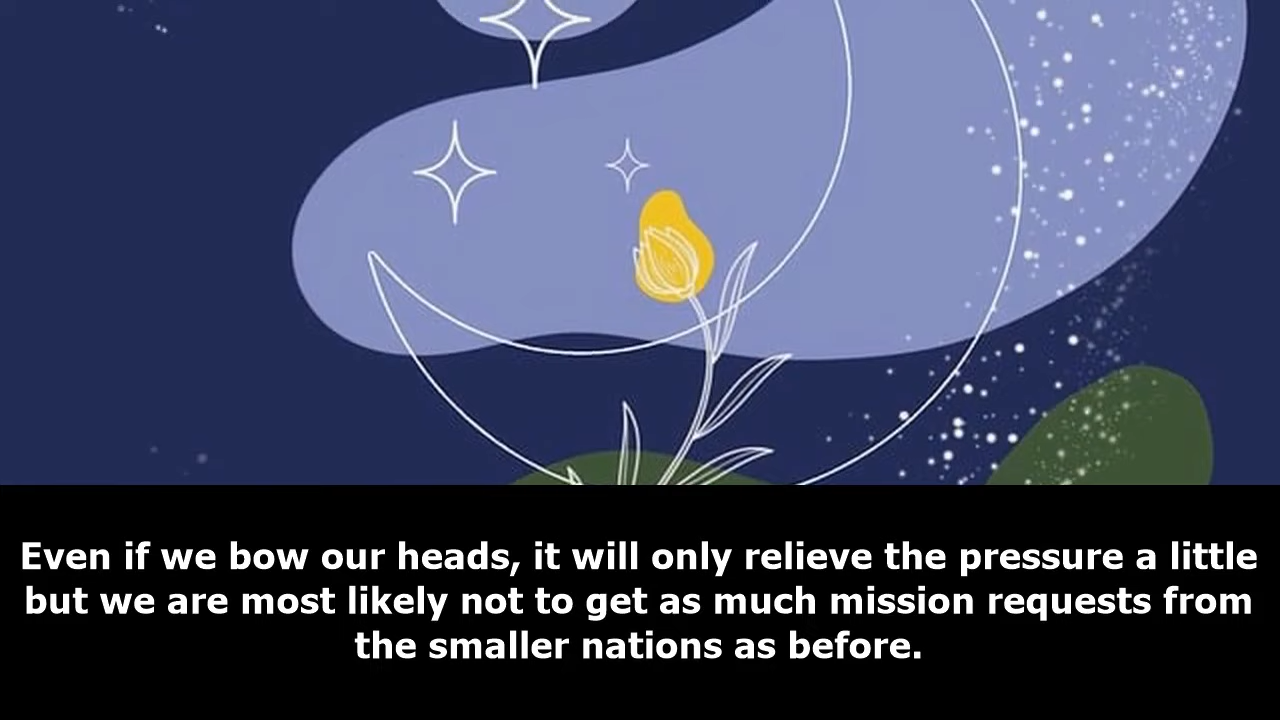 Even if we bow our heads, it will only relieve the pressure a little
but we are most likely not to get as much mission requests from
the smaller nations as before.